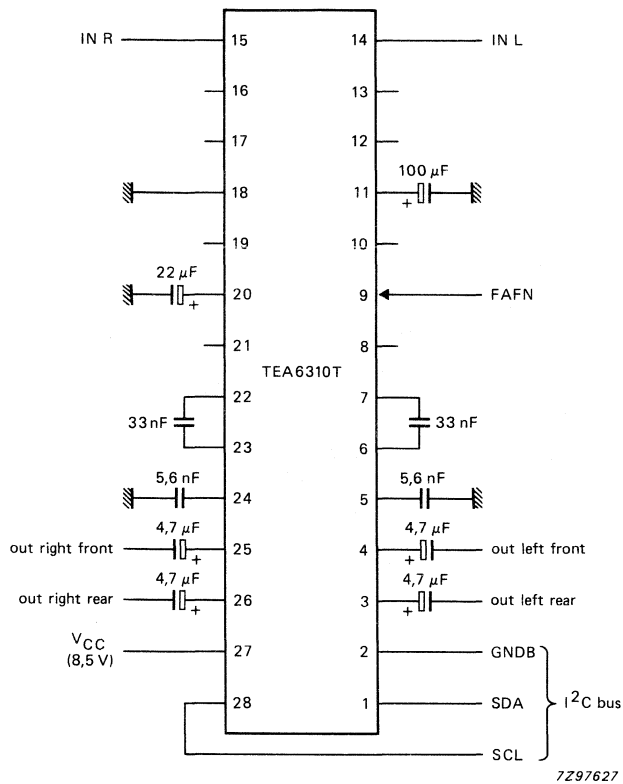 IN R 15 14 IN L
16 13
17 12
100 μF
18 11 +
19 10
22 μF
+ 20 9 FAFN
21 8
TEA6310T
22 7
33 nF 33 nF
23 6
5,6 nF 5,6 nF
24 5
4,7 μF 4,7 μF
out right front + 25 4 + out left front
4,7 μF 4,7 μF
out right rear + 26 3 + out left rear
VCC
(8,5 V) 27 2 GNDB
28 1 SDA I²C bus
SCL
7Z97627